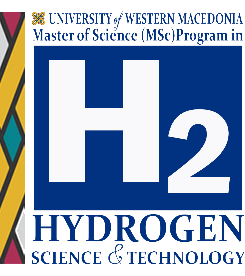 UNIVERSITY of WESTERN MACEDONIA
Master of Science (MSc)Program in
H2
HYDROGEN
SCIENCE & TECHNOLOGY